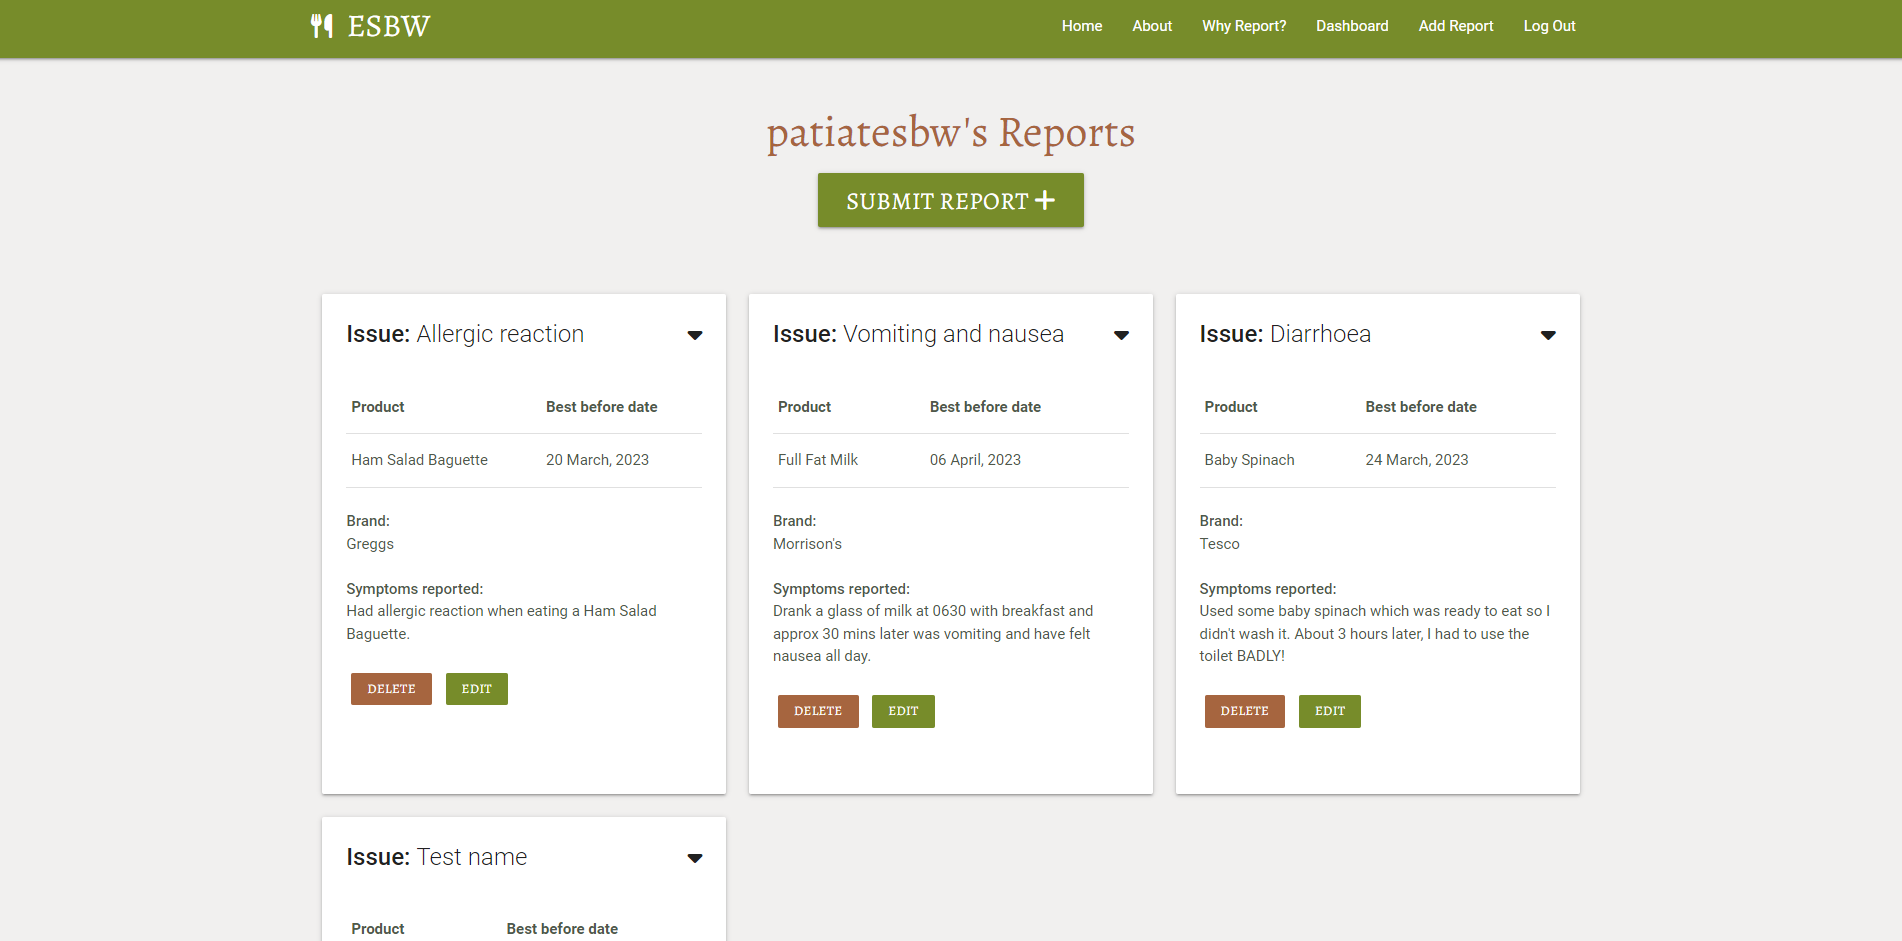 ESBW
Home About Why Report? Dashboard Add Report Log Out
patiatesbw's Reports
SUBMIT REPORT
Issue: Allergic reaction
Product Best before date
Ham Salad Baguette 20 March, 2023
Brand:
Greggs
Symptoms reported:
Had allergic reaction when eating a Ham Salad
Baguette.
DELETE EDIT
Issue: Vomiting and nausea
Product Best before date
Full Fat Milk 06 April, 2023
Brand:
Morrison's
Symptoms reported:
Drank a glass of milk at 0630 with breakfast and
approx 30 mins later was vomiting and have felt
nausea all day.
DELETE EDIT
Issue: Diarrhoea
Product Best before date
Baby Spinach 24 March, 2023
Brand:
Tesco
Symptoms reported:
Used some baby spinach which was ready to eat so I
didn't wash it. About 3 hours later, I had to use the
toilet BADLY!
DELETE EDIT
Issue: Test name
Product Best before date